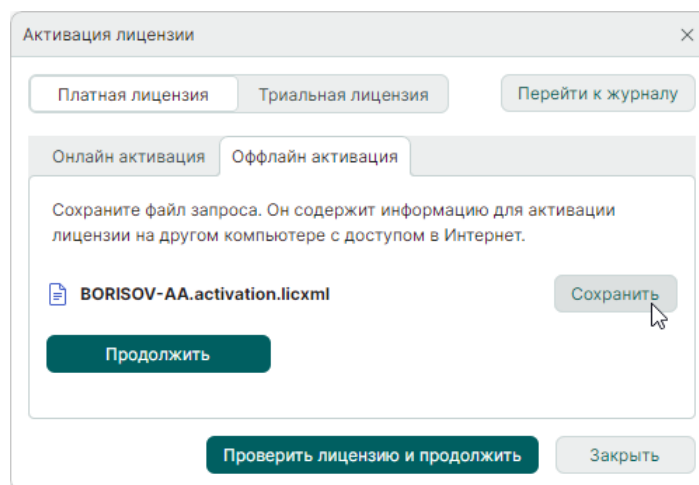 Активация лицензии
Платная лицензия
Триальная лицензия
Перейти к журналу
Онлайн активация
Оффлайн активация
Сохраните файл запроса. Он содержит информацию для активации
лицензии на другом компьютере с доступом в Интернет.
BORISOV-AA.activation.licxml
Сохранить
Продолжить
Проверить лицензию и продолжить
Закрыть